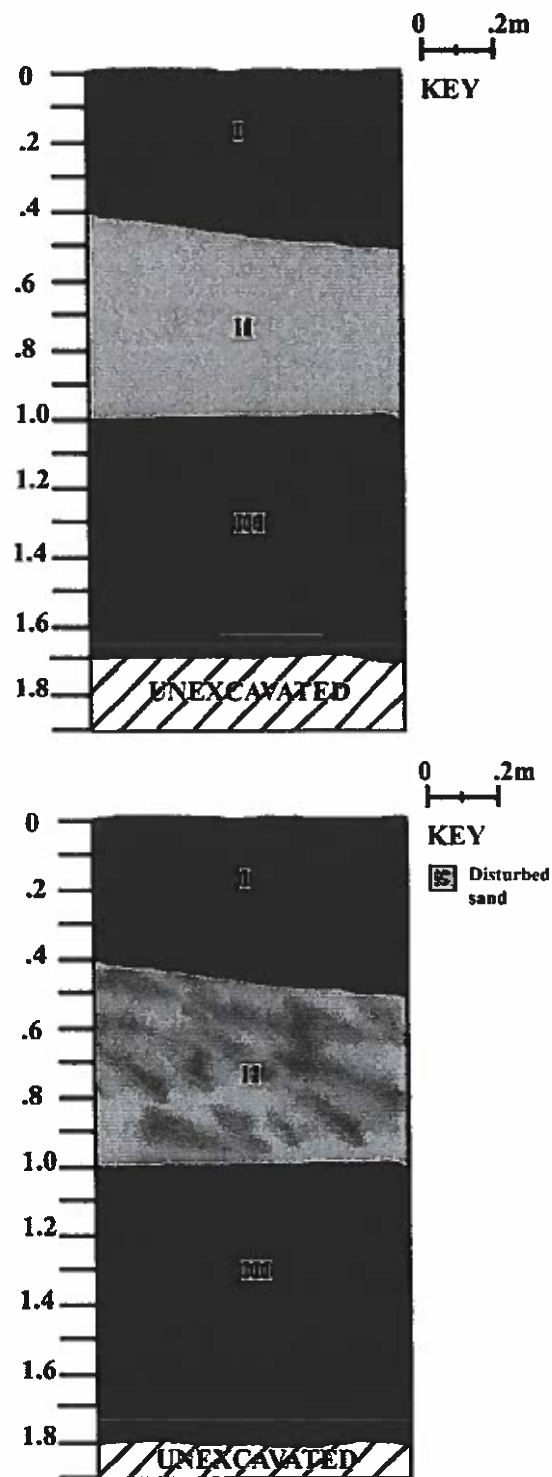 0 .2m
KEY
0
.2
.4
.6
.8
1.0
1.2
1.4
1.6
1.8
I
II
III
UNEXCAVATED
0 .2m
KEY
Disturbed
sand
0
.2
.4
.6
.8
1.0
1.2
1.4
1.6
1.8
I
II
III
UNEXCAVATED